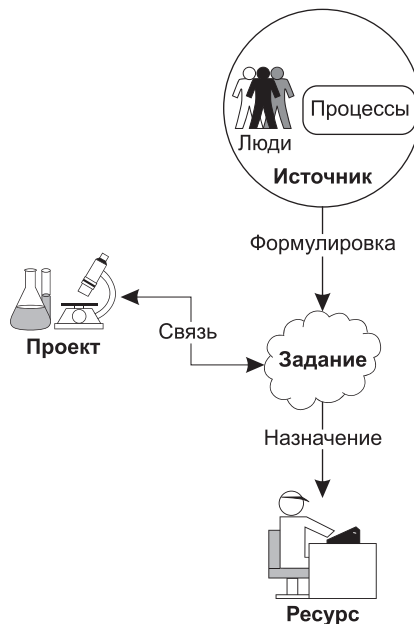 Процессы
Люди
Источник
Формулировка
Связь
Проект
Задание
Назначение
Ресурс